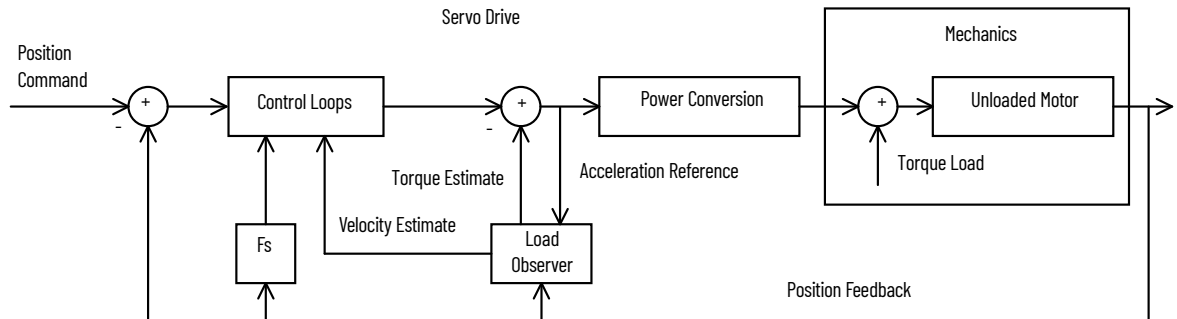 Servo Drive
Mechanics
Position
Command
+
-
Control Loops
+
-
Power Conversion
+
Unloaded Motor
Torque Load
Torque Estimate
Acceleration Reference
Velocity Estimate
Fs
Load
Observer
Position Feedback